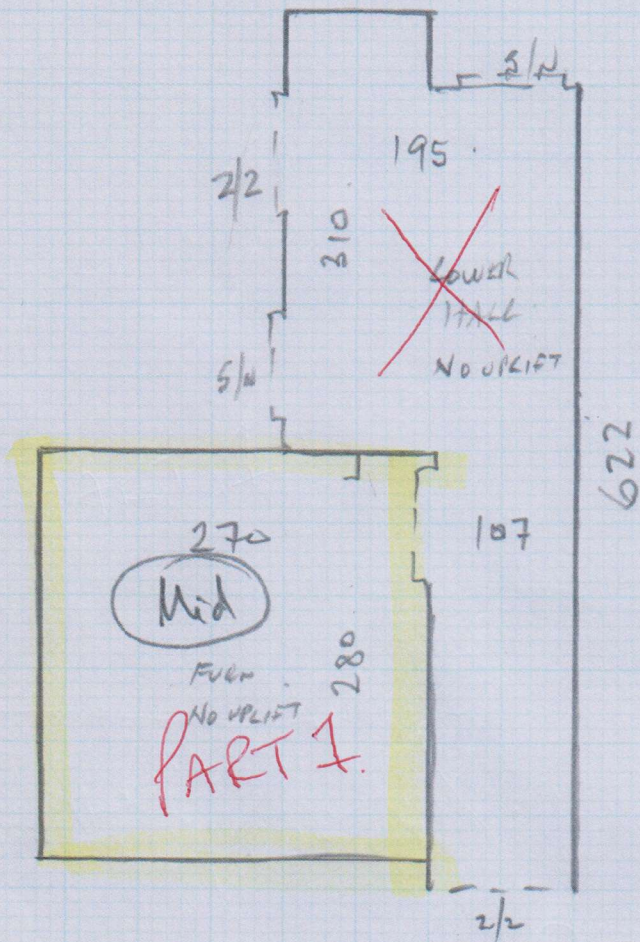 S/N
195
2/2
310
LOWER
HALL
NO UPLIFT
S/N
622
270
107
Mid
280
FURN
NO UPLIFT
PART 1.
2/2